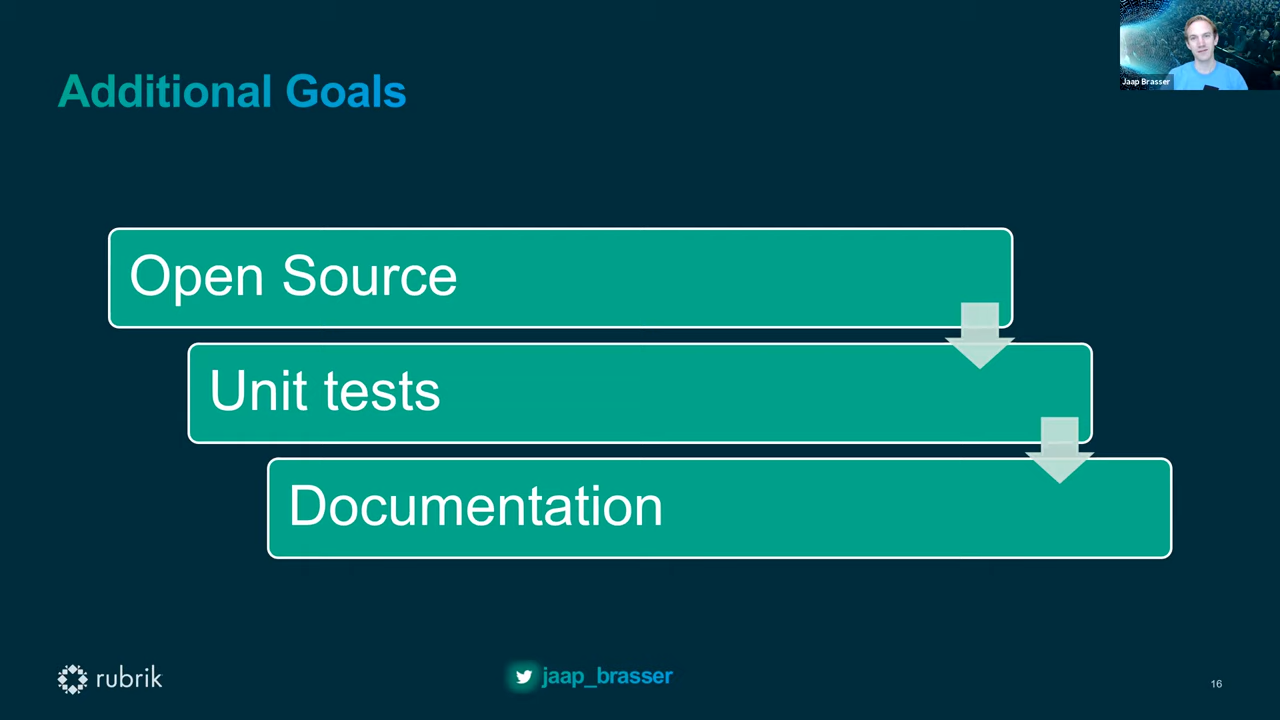 Additional Goals
Jaap Brasser
Open Source
Unit tests
Documentation
rubrik
jaap_brasser
16